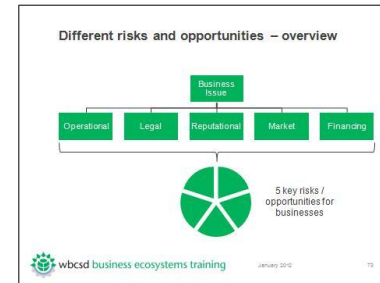 Different risks and opportunities – overview
Business
Issue
Operational
Legal
Reputational
Market
Financing
5 key risks /
opportunities for
businesses
wbcsd business ecosystems training
January 2012
73